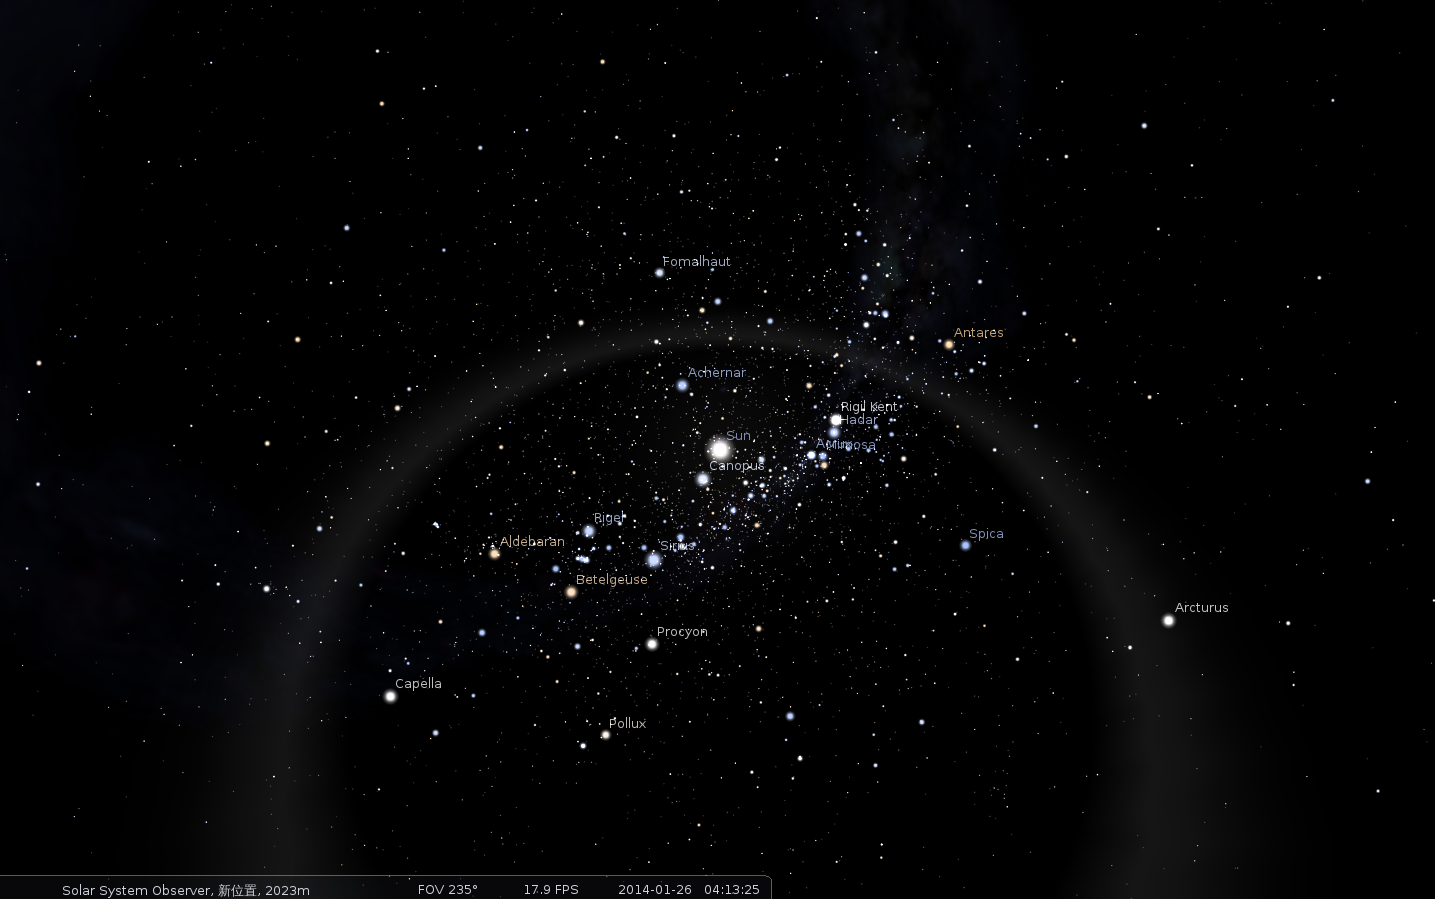 Fomalhaut
Antares
Achernar
Rigil Kent
Hadar
Sun
Mimosa
Canopus
Rigel
Spica
Aldebaran
Sirius
Betelgeuse
Arcturus
Procyon
Capella
Pollux
Solar System Observer, 新位置, 2023m FOV 235° 17.9 FPS 2014-01-26 04:13:25